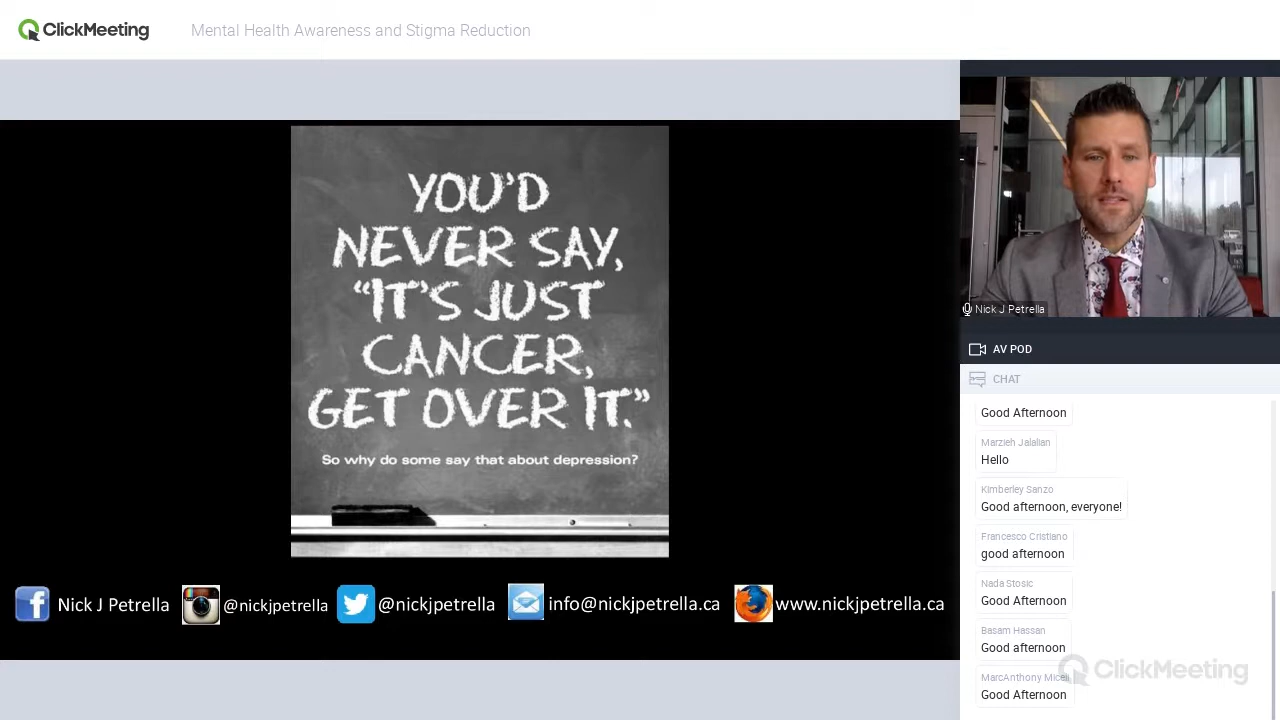 ClickMeeting
Mental Health Awareness and Stigma Reduction
YOU'D
NEVER SAY,
“IT'S JUST
CANCER,
GET OVER IT.”
So why do some say that about depression?
Nick J Petrella
@nickjpetrella
@nickjpetrella
info@nickjpetrella.ca
www.nickjpetrella.ca
Nick J Petrella
AV POD
CHAT
Good Afternoon
Marzieh Jalalian
Hello
Kimberley Sanzo
Good afternoon, everyone!
Francesco Cristiano
good afternoon
Nada Stosic
Good Afternoon
Basam Hassan
Good afternoon
MarcAnthony Miceli
Good Afternoon
ClickMeeting